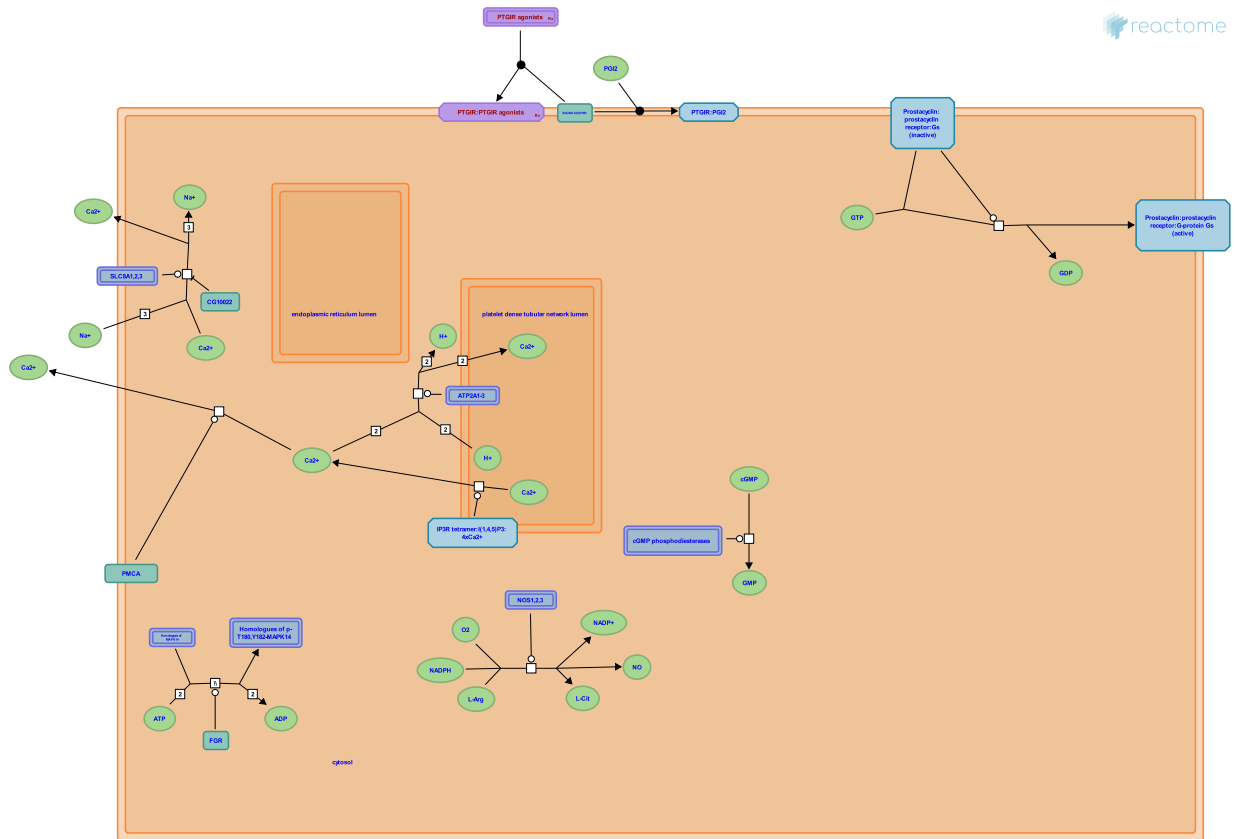 PTGIR agonists
Rx
reactome
PGI2
PTGIR:PTGIR agonists
Rx
PTGIR:PGI2
Prostacyclin:
prostacyclin
receptor:Gs
(inactive)
Na+
Ca2+
3
GTP
Prostacyclin:prostacyclin
receptor:G-protein Gs
(active)
SLC8A1,2,3
GDP
CG10022
3
endoplasmic reticulum lumen
platelet dense tubular network lumen
Na+
H+
Ca2+
Ca2+
2
2
Ca2+
ATP2A1-3
2
2
Ca2+
H+
cGMP
Ca2+
IP3R tetramer:I(1,4,5)P3:
4xCa2+
cGMP phosphodiesterases
PMCA
GMP
NOS1,2,3
O2
NADP+
Homologues of
Homologues of p-
T180,Y182-MAPK14
NADPH
NO
L-Arg
L-Cit
2
2
ATP
ADP
FGR
cytosol